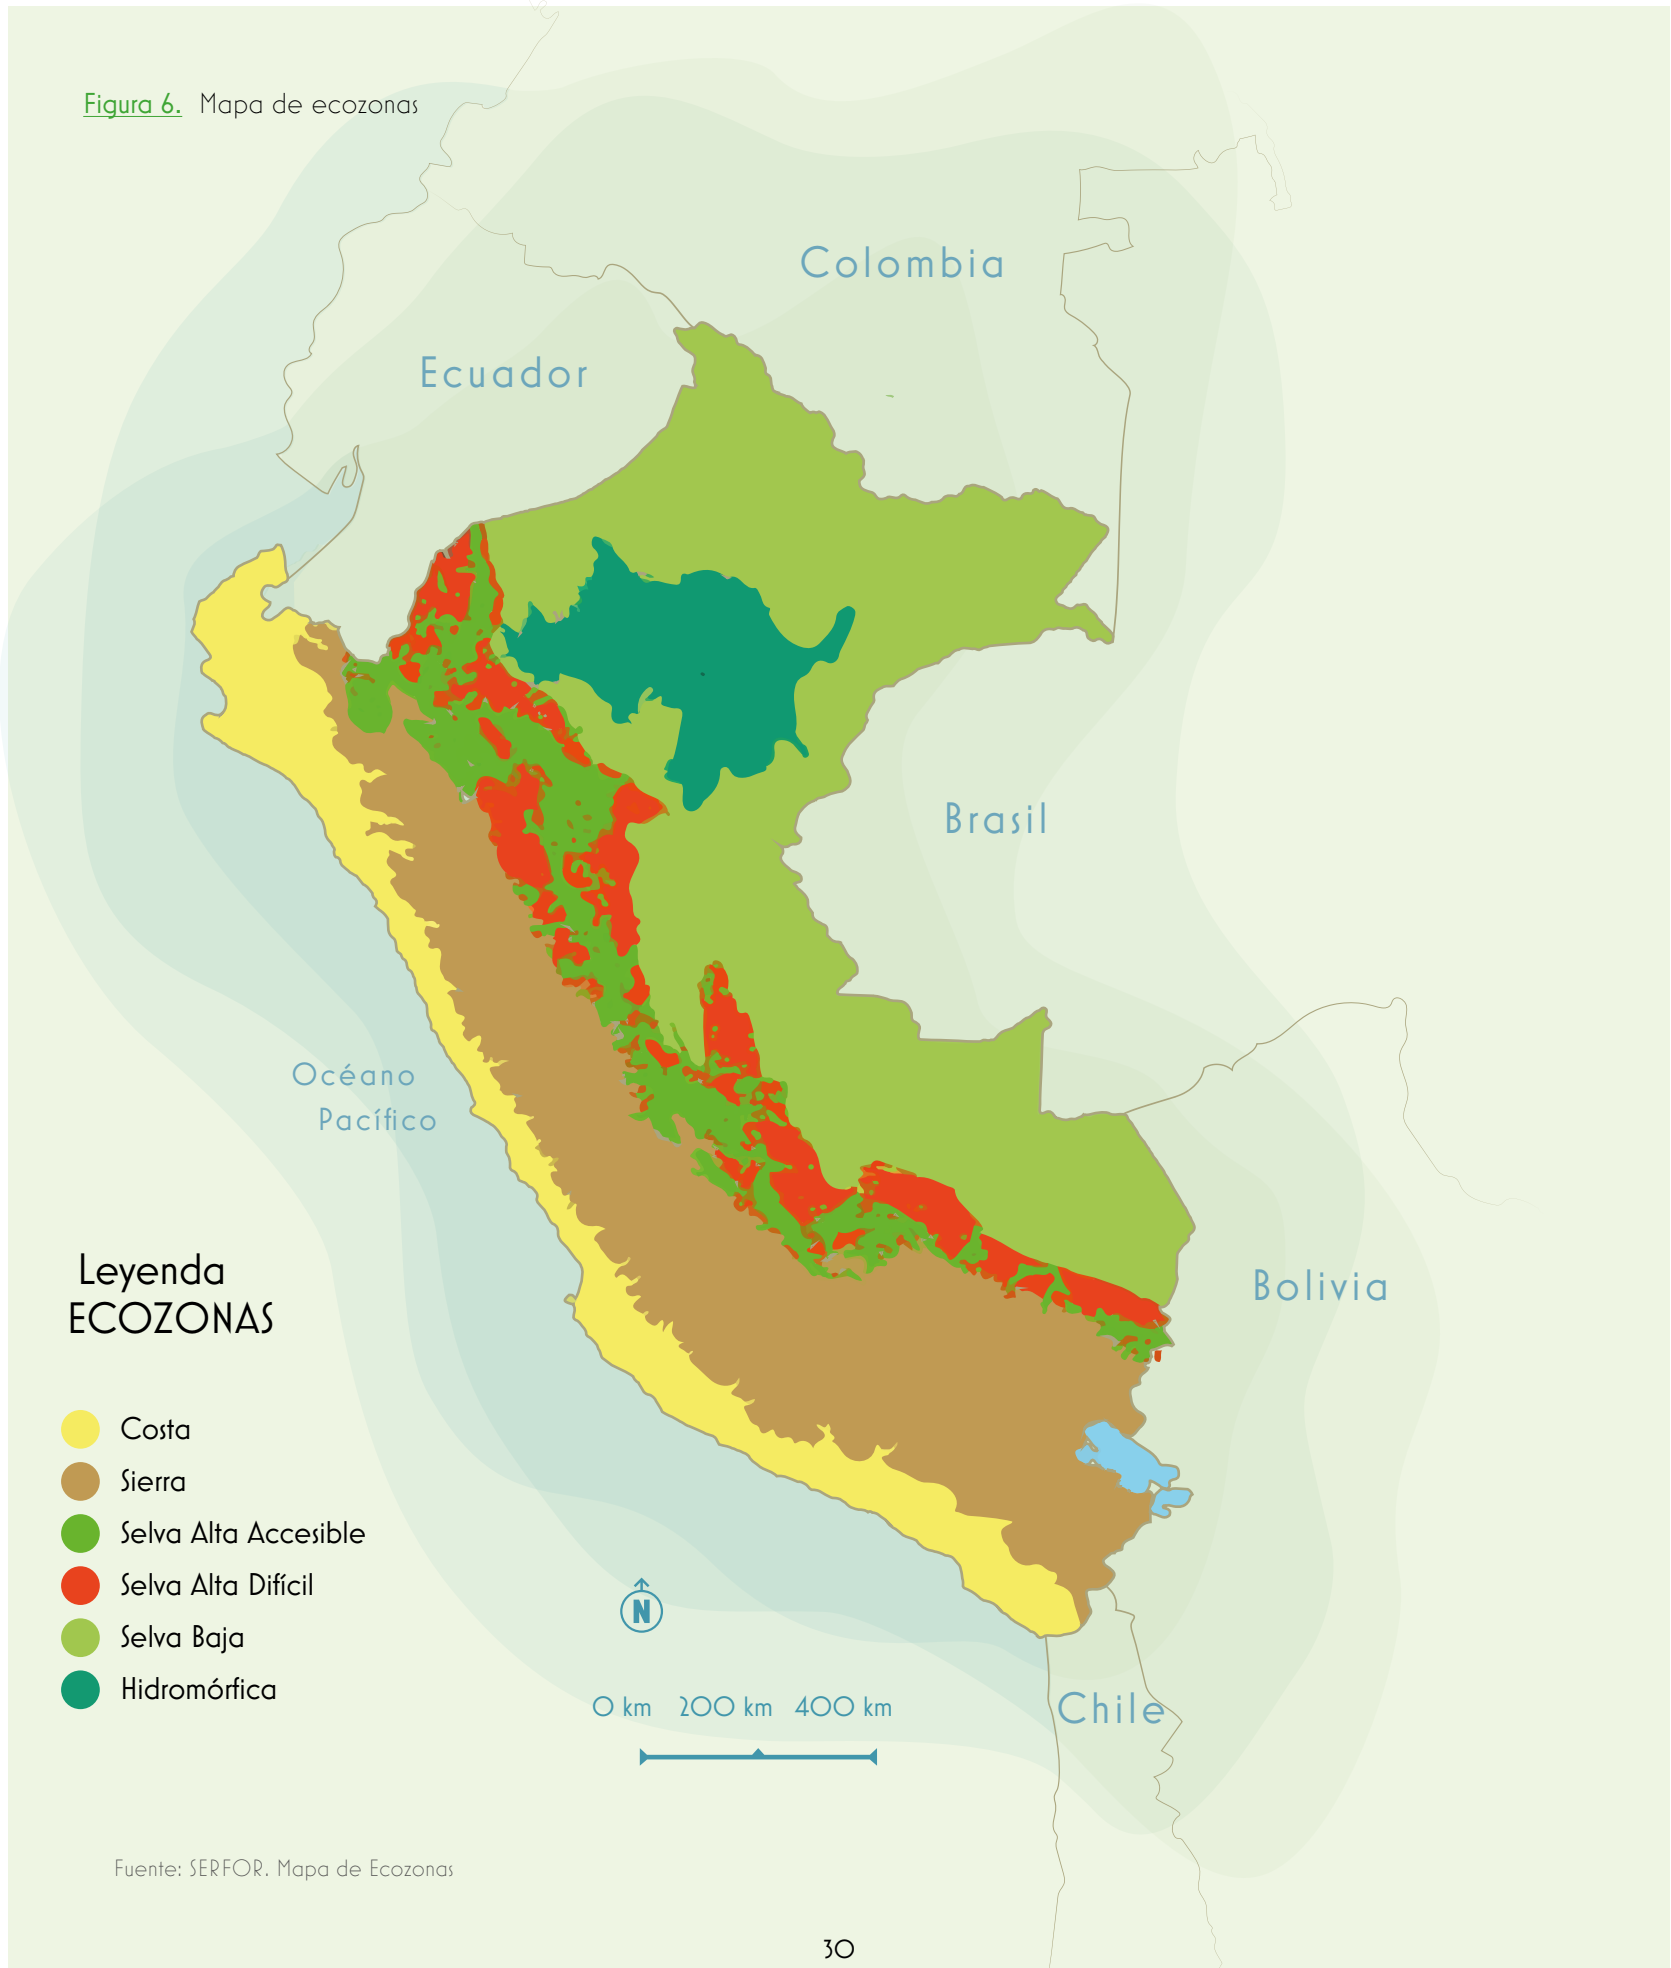 Figura 6. Mapa de ecozonas
Colombia
Ecuador
Brasil
Océano
Pacífico
Bolivia
Leyenda
ECOZONAS
Costa
Sierra
Selva Alta Accesible
Selva Alta Difícil
Selva Baja
Hidromórfica
N
0 km 200 km 400 km
Chile
Fuente: SERFOR. Mapa de Ecozonas
30